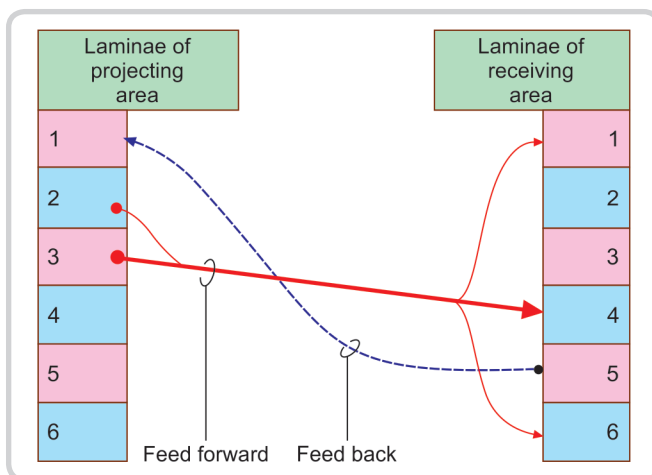 Laminae of
projecting
area
Laminae of
receiving
area
1
2
3
4
5
6
1
2
3
4
5
6
Feed forward
Feed back